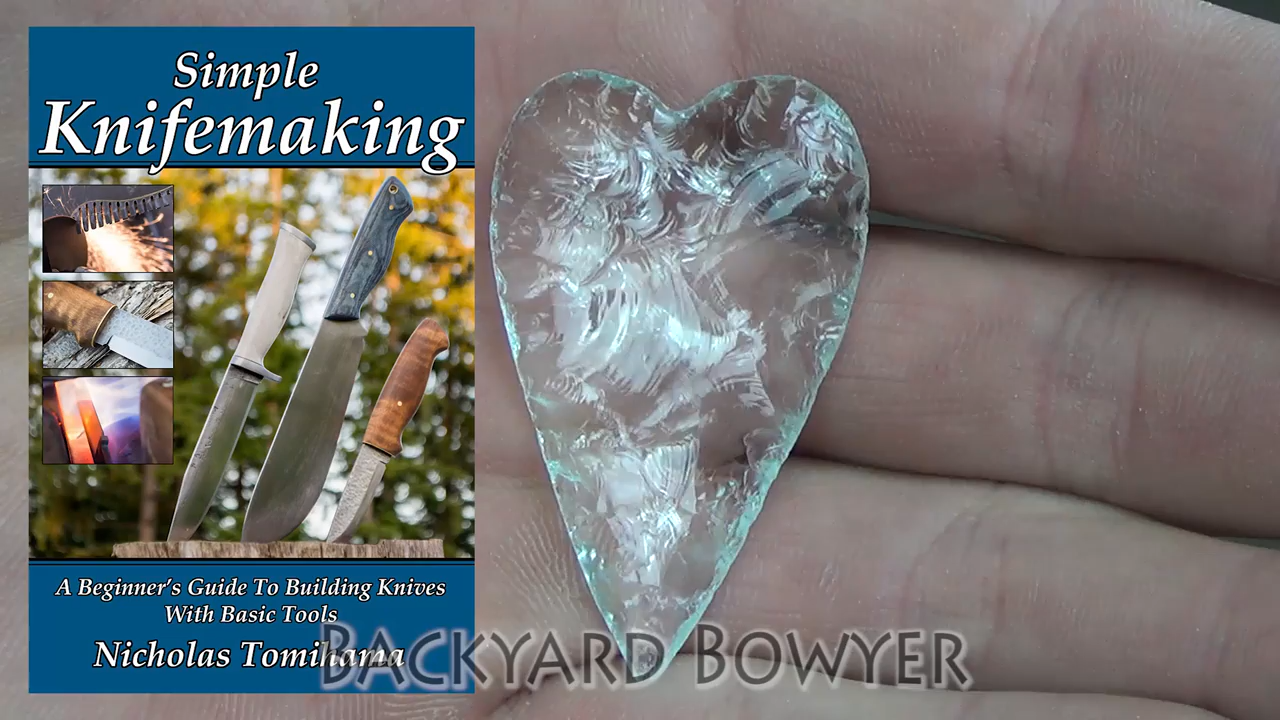 Simple
Knifemaking
A Beginner's Guide To Building Knives
With Basic Tools
Nicholas Tomihama
Backyard Bowyer